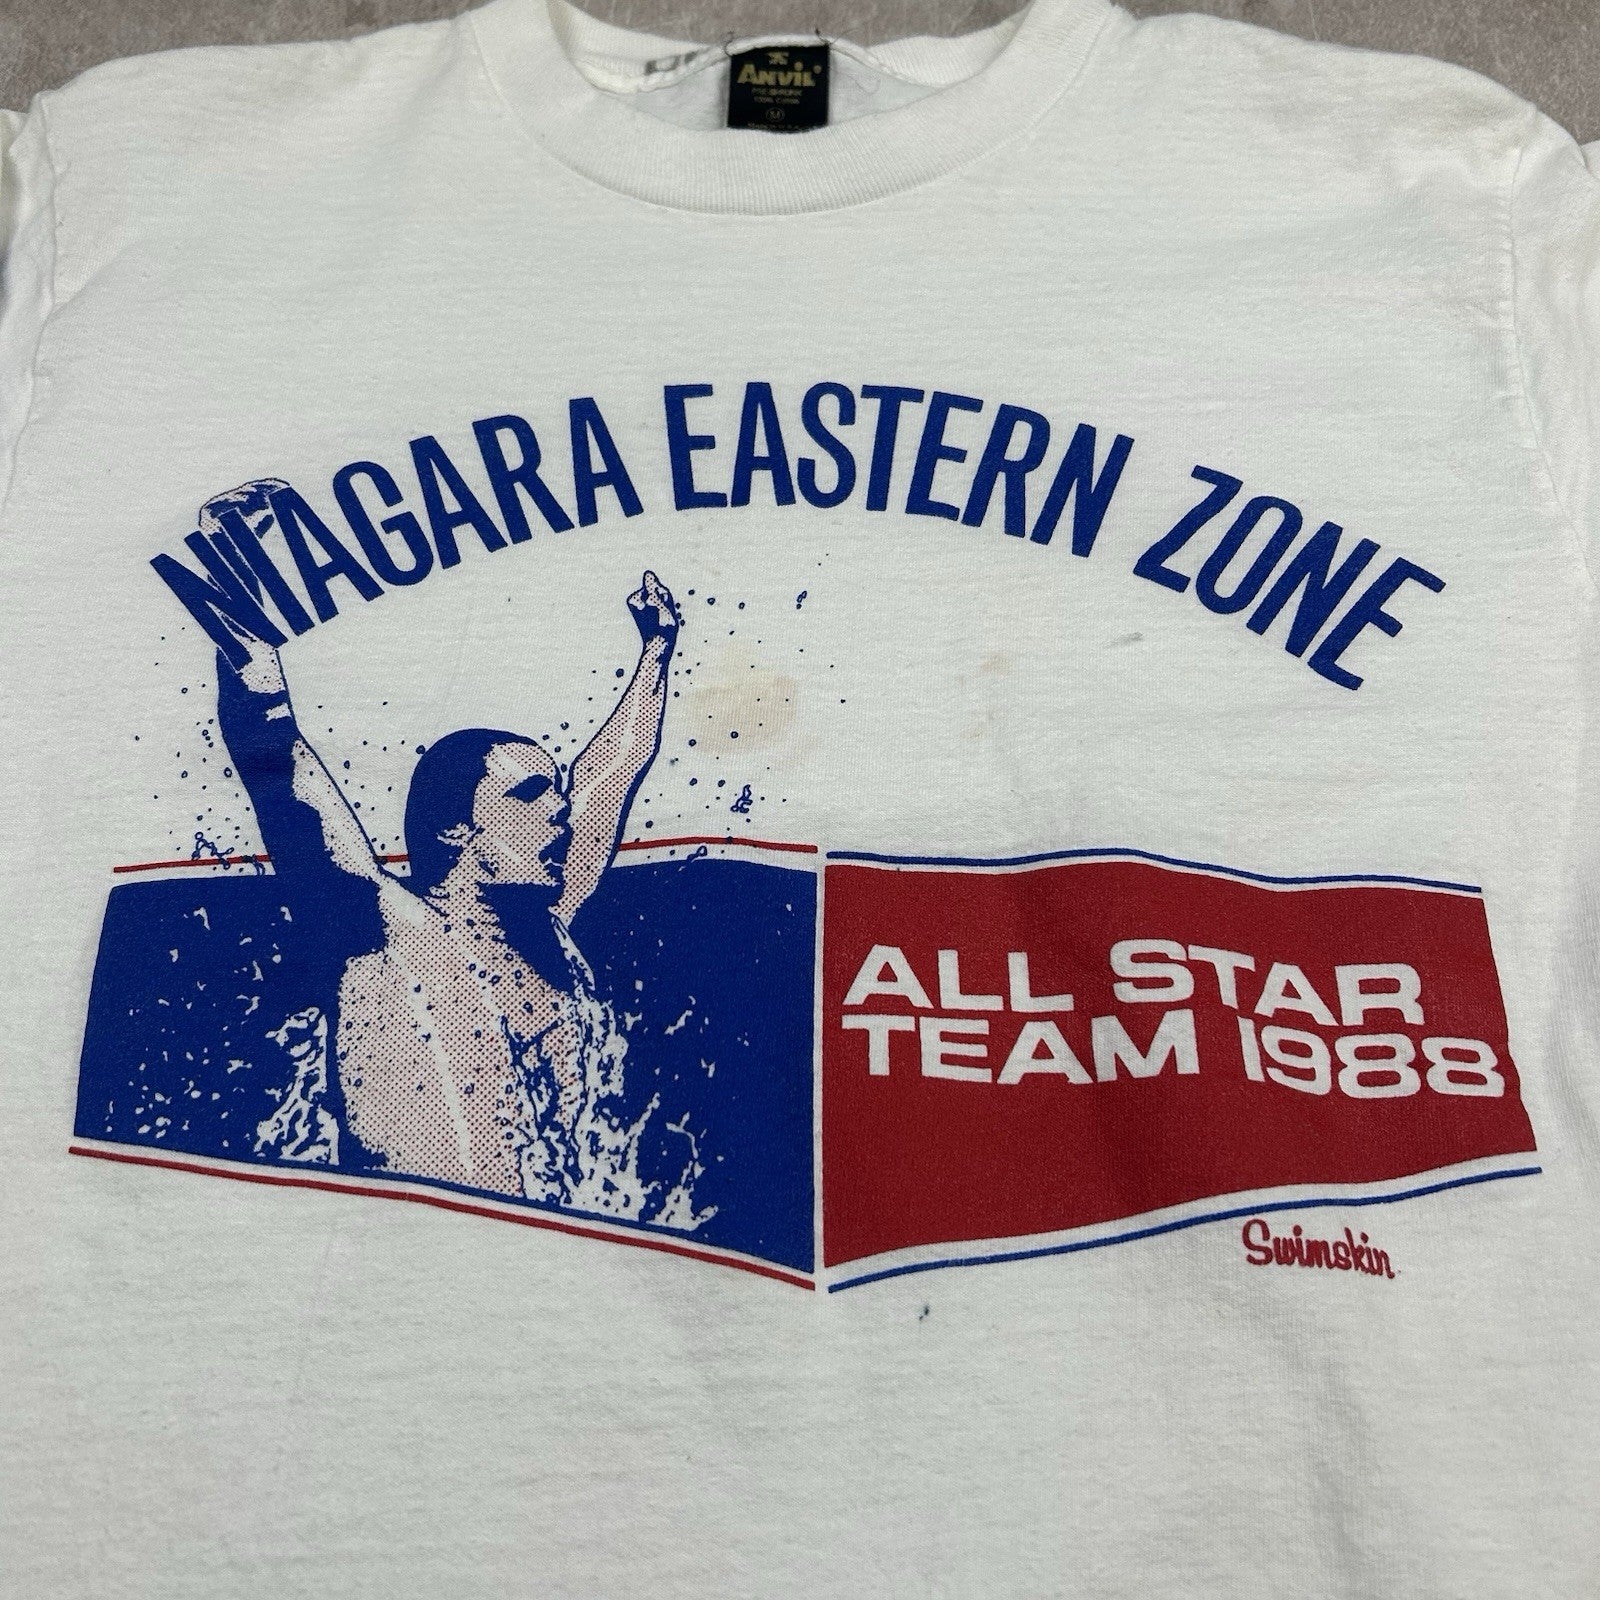 ANVIL
M
NIAGARA EASTERN ZONE
ALL STAR
TEAM 1988
Swimskin